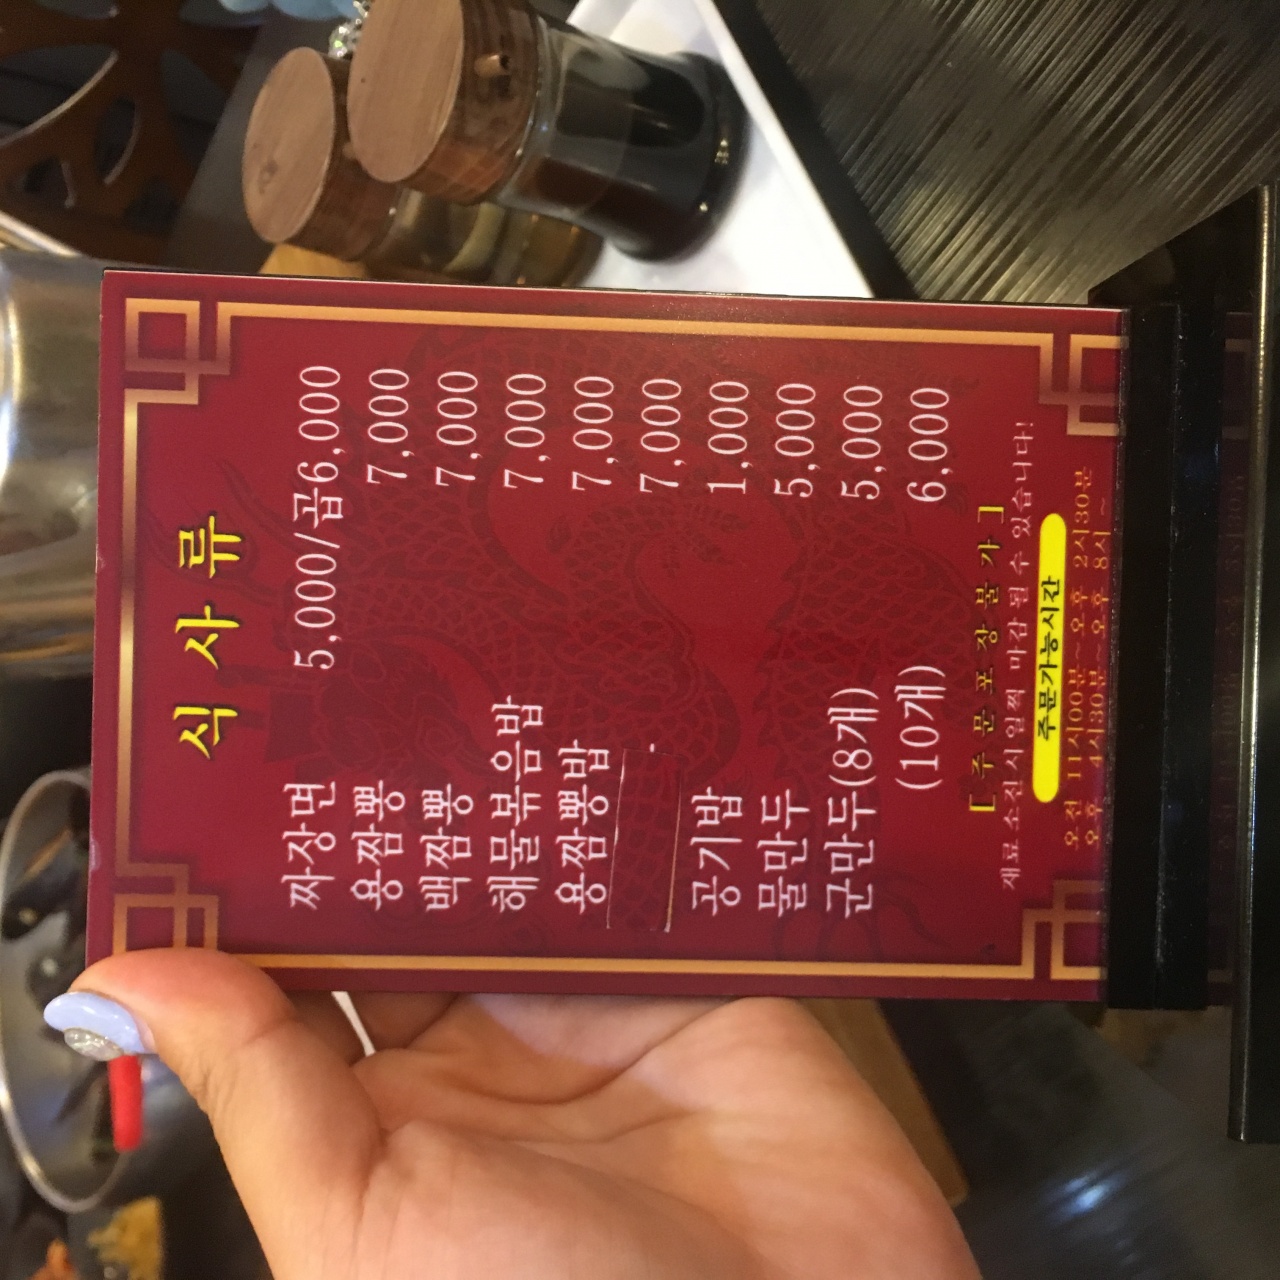 식사류
짜장면 5,000/곱6,000
용짬뽕 7,000
백짬뽕 7,000
해물볶음밥 7,000
용짬뽕밥 7,000
7,000
공기밥 1,000
물만두 5,000
군만두(8개) 5,000
(10개) 6,000
[주문포장불가]
재료소진시일찍 마감 될 수 있습니다!
주문가능시간
오전 11시00분~오후 2시30분
오후 4시30분~오후 8시 ~